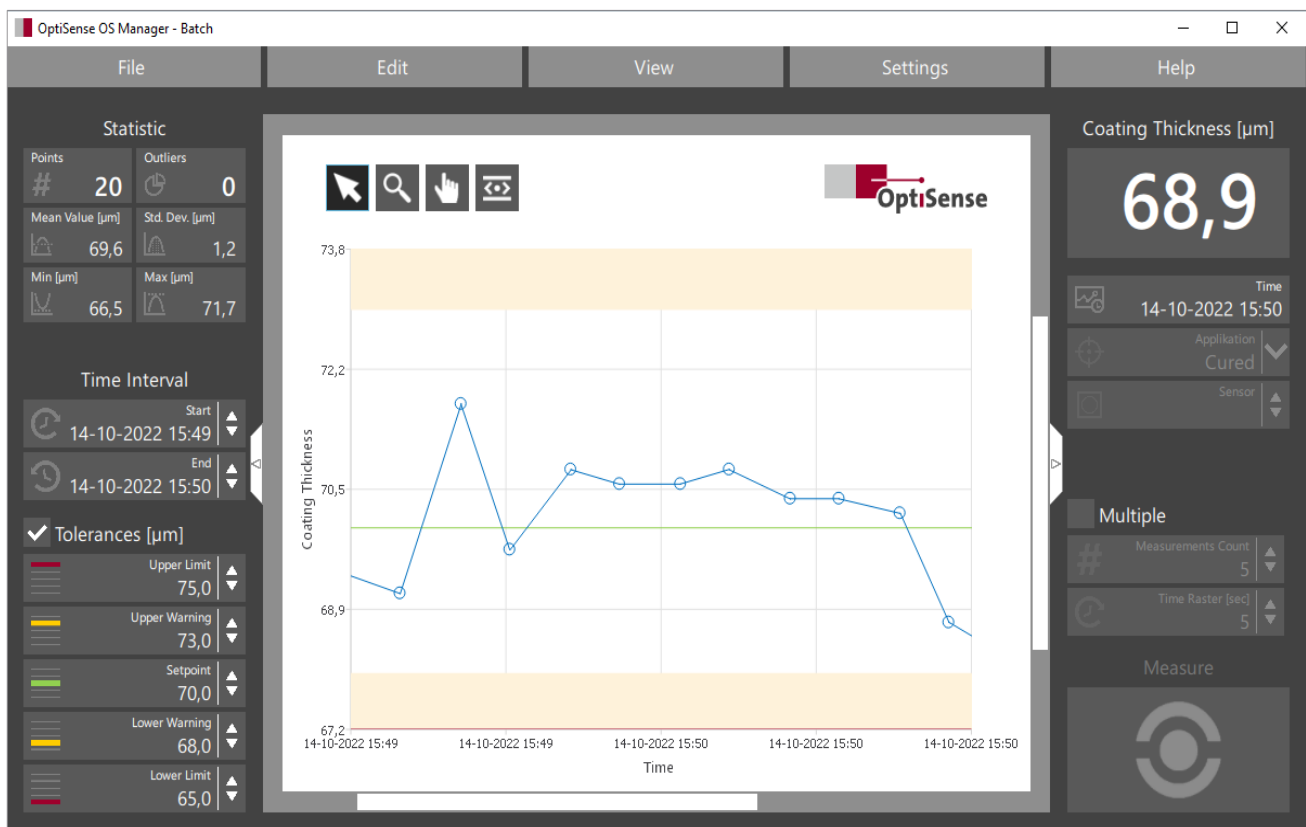 OptiSense OS Manager - Batch
File Edit View Settings Help
Statistic
Points Outliers
# 20 0
Mean Value [µm] Std. Dev. [µm]
69,6 1,2
Min [µm] Max [µm]
66,5 71,7
Time Interval
Start
14-10-2022 15:49
End
14-10-2022 15:50
Tolerances [µm]
Upper Limit
75,0
Upper Warning
73,0
Setpoint
70,0
Lower Warning
68,0
Lower Limit
65,0
OptiSense
73,8
72,2
70,5
68,9
67,2
Coating Thickness
14-10-2022 15:49 14-10-2022 15:49 14-10-2022 15:50 14-10-2022 15:50 14-10-2022 15:50
Time
Coating Thickness [µm]
68,9
Time
14-10-2022 15:50
Applikation
Cured
Sensor
Multiple
Measurements Count
# 5
Time Raster [sec]
5
Measure